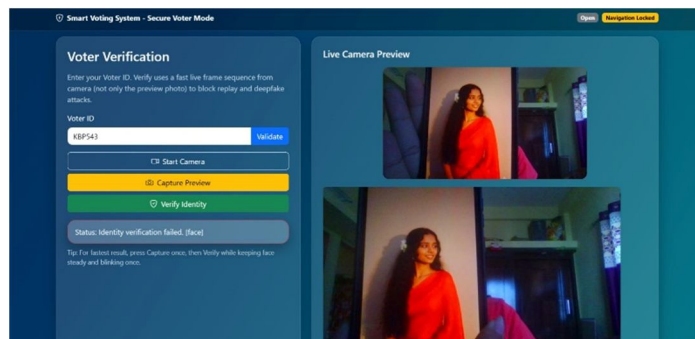 Smart Voting System - Secure Voter Mode
Open
Navigation Locked
Voter Verification
Enter your Voter ID. Verify uses a fast live frame sequence from
camera (not only the preview photo) to block replay and deepfake
attacks.
Voter ID
KBP543
Validate
Start Camera
Capture Preview
Verify Identity
Status: Identity verification failed. [face]
Tip: For fastest result, press Capture once, then Verify while keeping face
steady and blinking once.
Live Camera Preview